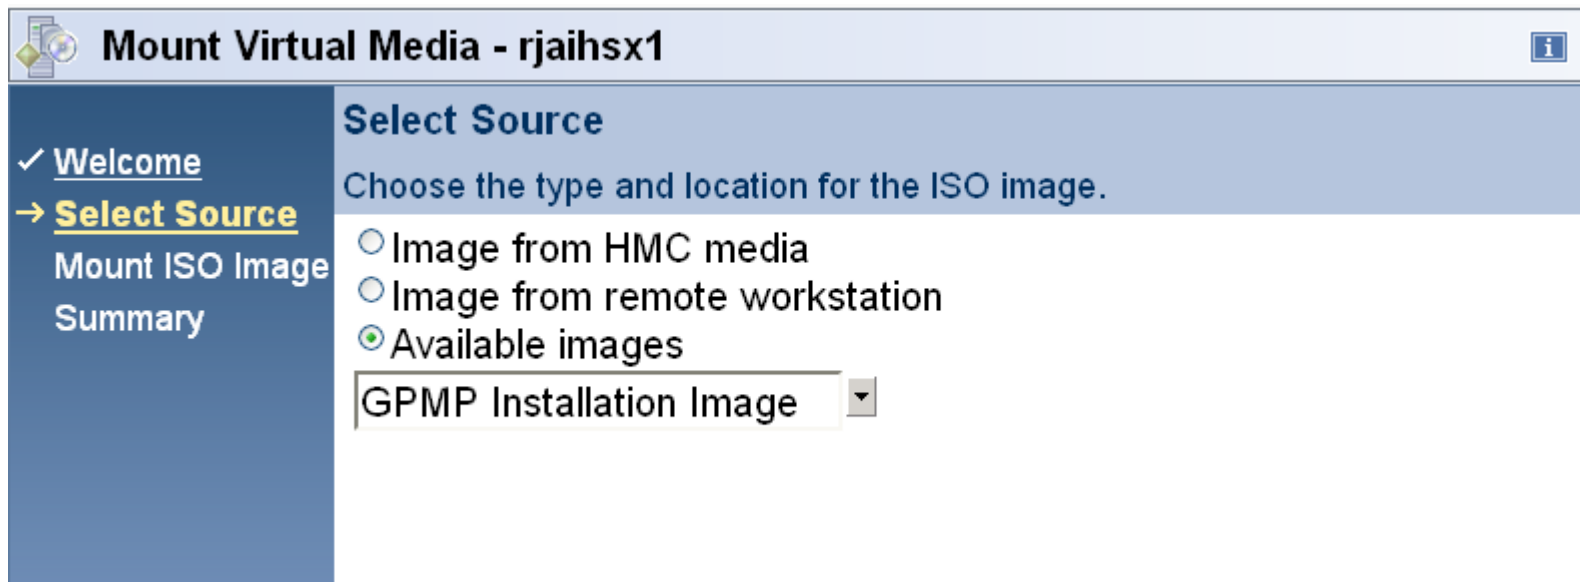 Mount Virtual Media - rjaihsx1
Welcome
Select Source
Mount ISO Image
Summary
Select Source
Choose the type and location for the ISO image.
Image from HMC media
Image from remote workstation
Available images
GPMP Installation Image